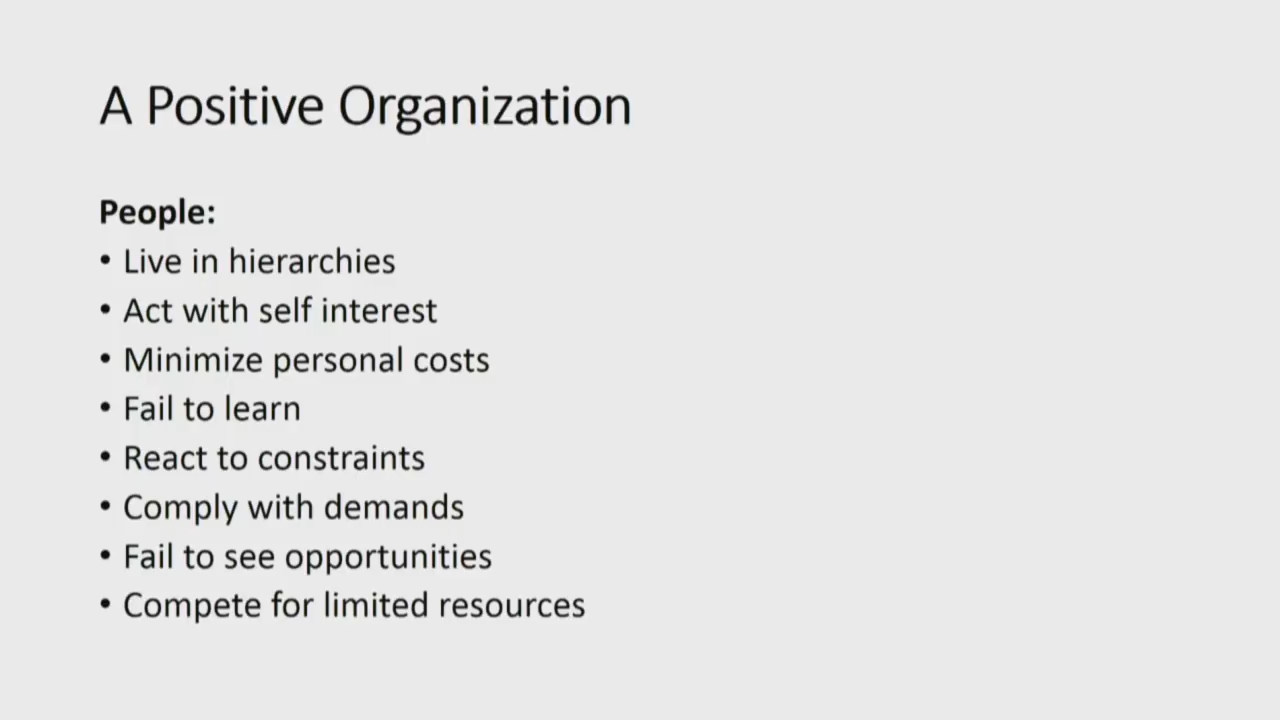 A Positive Organization
People:
• Live in hierarchies
• Act with self interest
• Minimize personal costs
• Fail to learn
• React to constraints
• Comply with demands
• Fail to see opportunities
• Compete for limited resources